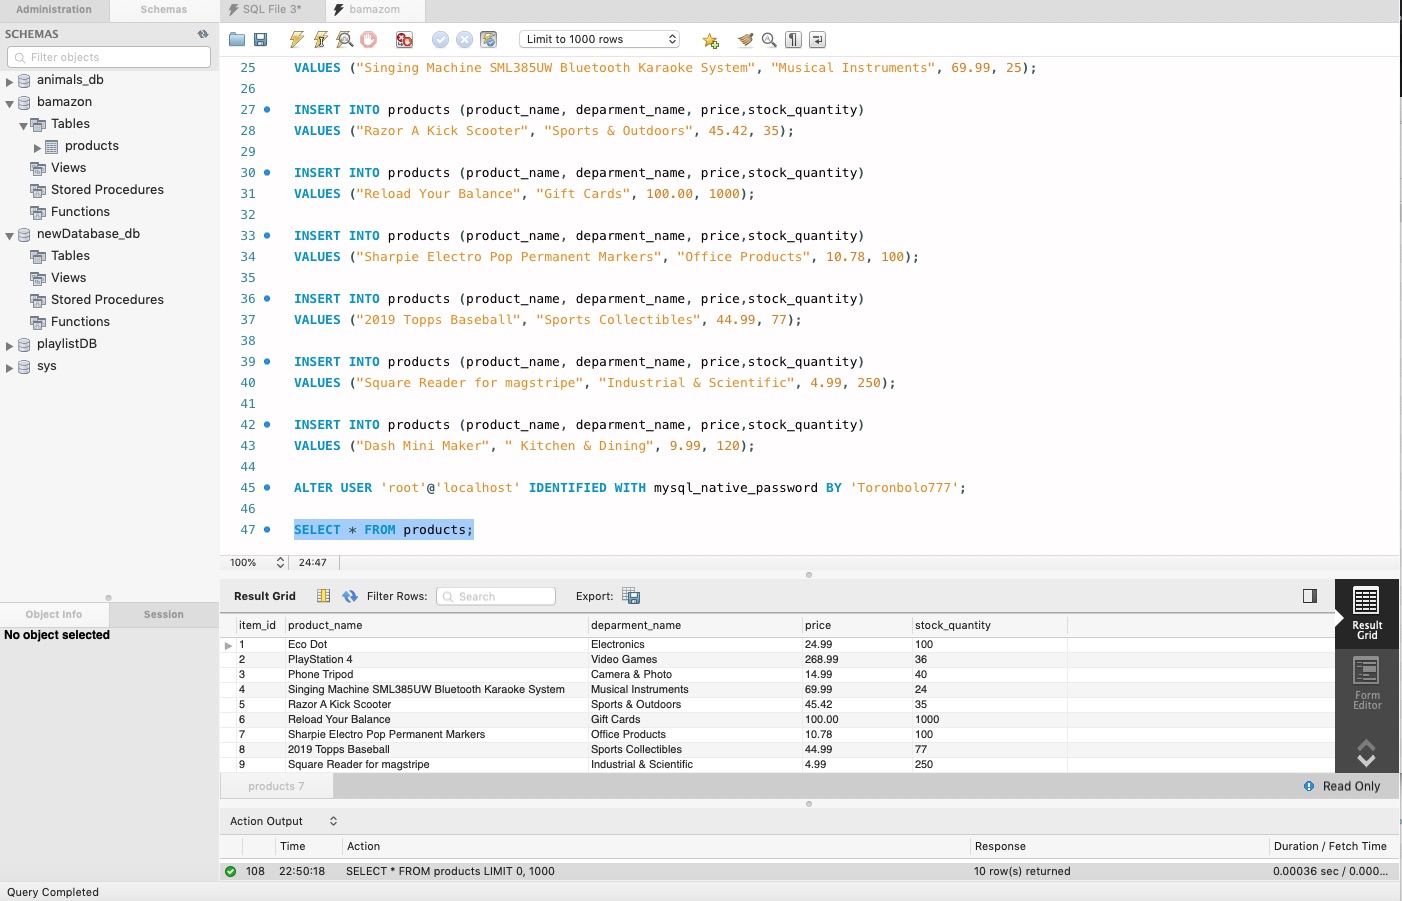 Administration
Schemas
SQL File 3*
bamazom
SCHEMAS
Filter objects
animals_db
bamazon
Tables
products
Views
Stored Procedures
Functions
newDatabase_db
Tables
Views
Stored Procedures
Functions
playlistDB
sys
Object Info
Session
No object selected
Limit to 1000 rows
25 VALUES ("Singing Machine SML385UW Bluetooth Karaoke System", "Musical Instruments", 69.99, 25);
26
27 INSERT INTO products (product_name, deparment_name, price,stock_quantity)
28 VALUES ("Razor A Kick Scooter", "Sports & Outdoors", 45.42, 35);
29
30 INSERT INTO products (product_name, deparment_name, price,stock_quantity)
31 VALUES ("Reload Your Balance", "Gift Cards", 100.00, 1000);
32
33 INSERT INTO products (product_name, deparment_name, price,stock_quantity)
34 VALUES ("Sharpie Electro Pop Permanent Markers", "Office Products", 10.78, 100);
35
36 INSERT INTO products (product_name, deparment_name, price,stock_quantity)
37 VALUES ("2019 Topps Baseball", "Sports Collectibles", 44.99, 77);
38
39 INSERT INTO products (product_name, deparment_name, price,stock_quantity)
40 VALUES ("Square Reader for magstripe", "Industrial & Scientific", 4.99, 250);
41
42 INSERT INTO products (product_name, deparment_name, price,stock_quantity)
43 VALUES ("Dash Mini Maker", " Kitchen & Dining", 9.99, 120);
44
45 ALTER USER 'root'@'localhost' IDENTIFIED WITH mysql_native_password BY 'Toronbolo777';
46
47 SELECT * FROM products;
100% 24:47
Result Grid Filter Rows: Search Export:
item_id product_name deparment_name price stock_quantity
1 Eco Dot Electronics 24.99 100
2 PlayStation 4 Video Games 268.99 36
3 Phone Tripod Camera & Photo 14.99 40
4 Singing Machine SML385UW Bluetooth Karaoke System Musical Instruments 69.99 24
5 Razor A Kick Scooter Sports & Outdoors 45.42 35
6 Reload Your Balance Gift Cards 100.00 1000
7 Sharpie Electro Pop Permanent Markers Office Products 10.78 100
8 2019 Topps Baseball Sports Collectibles 44.99 77
9 Square Reader for magstripe Industrial & Scientific 4.99 250
Result
Grid
Form
Editor
products 7
Read Only
Action Output
Time Action Response Duration / Fetch Time
108 22:50:18 SELECT * FROM products LIMIT 0, 1000 10 row(s) returned 0.00036 sec / 0.000...
Query Completed